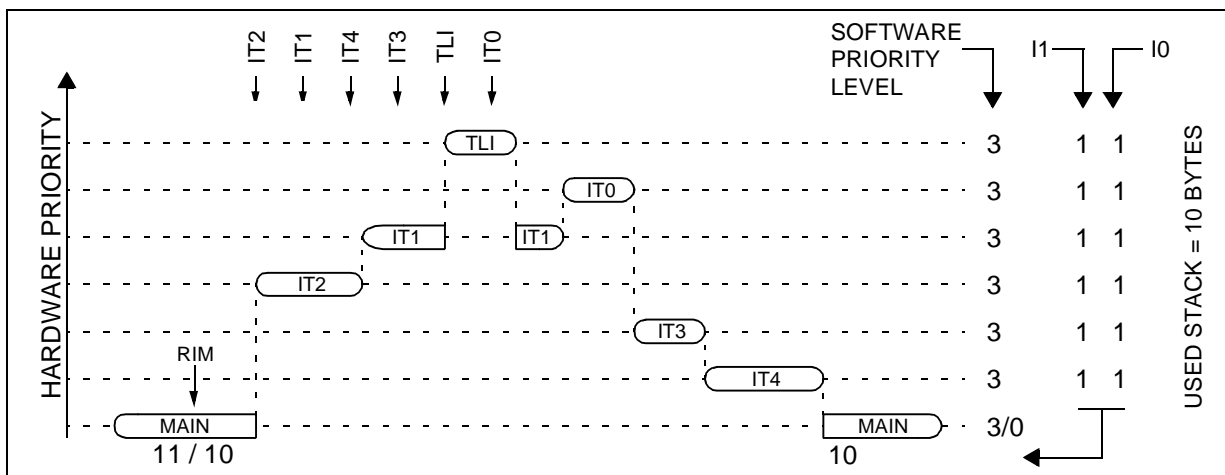 IT2
IT1
IT4
IT3
TLI
IT0
SOFTWARE
PRIORITY
LEVEL
I1
I0
HARDWARE PRIORITY
TLI
3
1 1
IT0
3
1 1
IT1
IT1
3
1 1
IT2
3
1 1
IT3
3
1 1
RIM
IT4
3
1 1
MAIN
MAIN
3/0
11 / 10
10
USED STACK = 10 BYTES